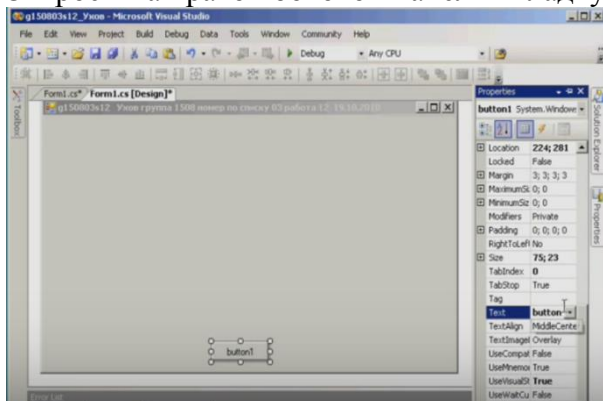 g150803s12_Ухов - Microsoft Visual Studio
File Edit View Project Build Debug Data Tools Window Community Help
Debug Any CPU
Form1.cs* Form1.cs [Design]*
g150803s12 Ухов группа 1508 номер по списку 03 работа 12 19.10.2010
button1
Toolbox
Error List
Properties
button1 System.Windows
Location 224; 281
Locked False
Margin 3; 3; 3; 3
MaximumSi 0; 0
MinimumSiz 0; 0
Modifiers Private
Padding 0; 0; 0; 0
RightToLeft No
Size 75; 23
TabIndex 0
TabStop True
Tag
Text button
TextAlign MiddleCente
TextImageI Overlay
UseCompat False
UseMnemor True
UseVisualSt True
UseWaitCu False
Solution Explorer
Properties